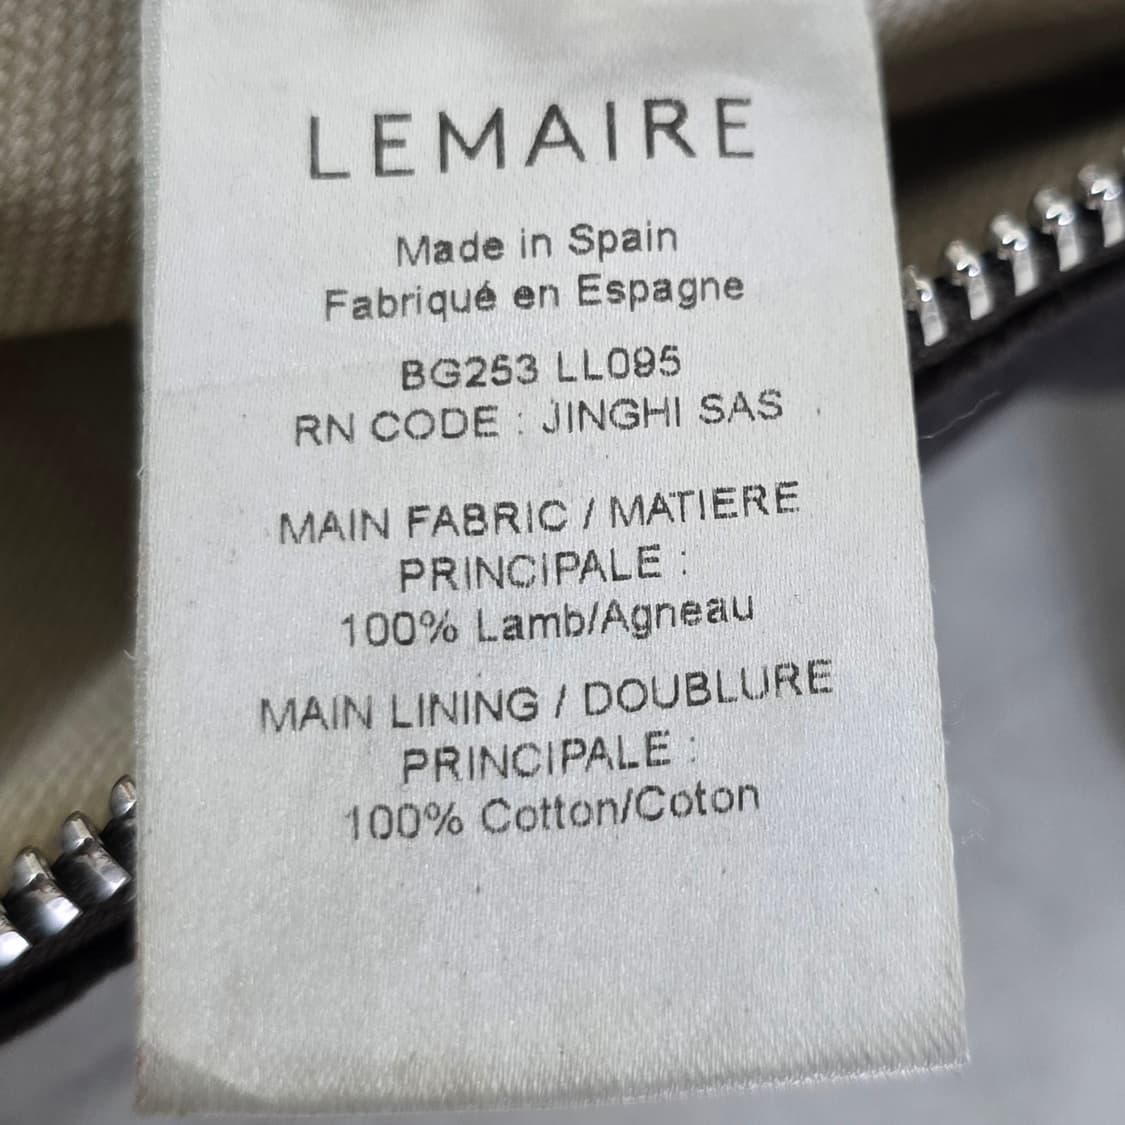 LEMAIRE
Made in Spain
Fabriqué en Espagne
BG253 LL095
RN CODE : JINGHI SAS
MAIN FABRIC / MATIERE
PRINCIPALE :
100% Lamb/Agneau
MAIN LINING / DOUBLURE
PRINCIPALE :
100% Cotton/Coton